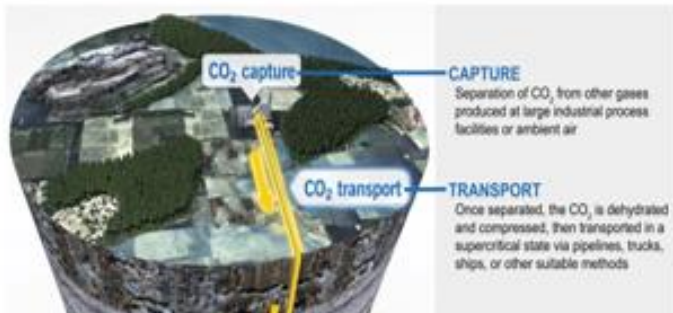 CO₂ capture
CAPTURE
Separation of CO₂ from other gases
produced at large industrial process
facilities or ambient air
CO₂ transport
TRANSPORT
Once separated, the CO₂ is dehydrated
and compressed, then transported in a
supercritical state via pipelines, trucks,
ships, or other suitable methods